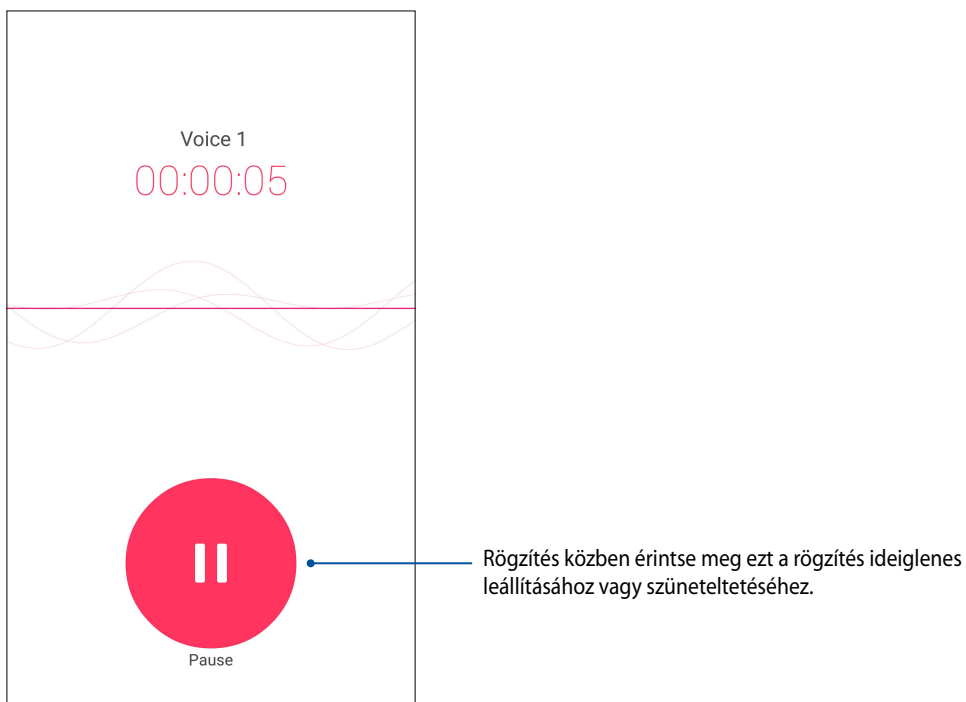 Voice 1
00:00:05
Rögzítés közben érintse meg ezt a rögzítés ideiglenes
leállításához vagy szüneteltetéséhez.
Pause